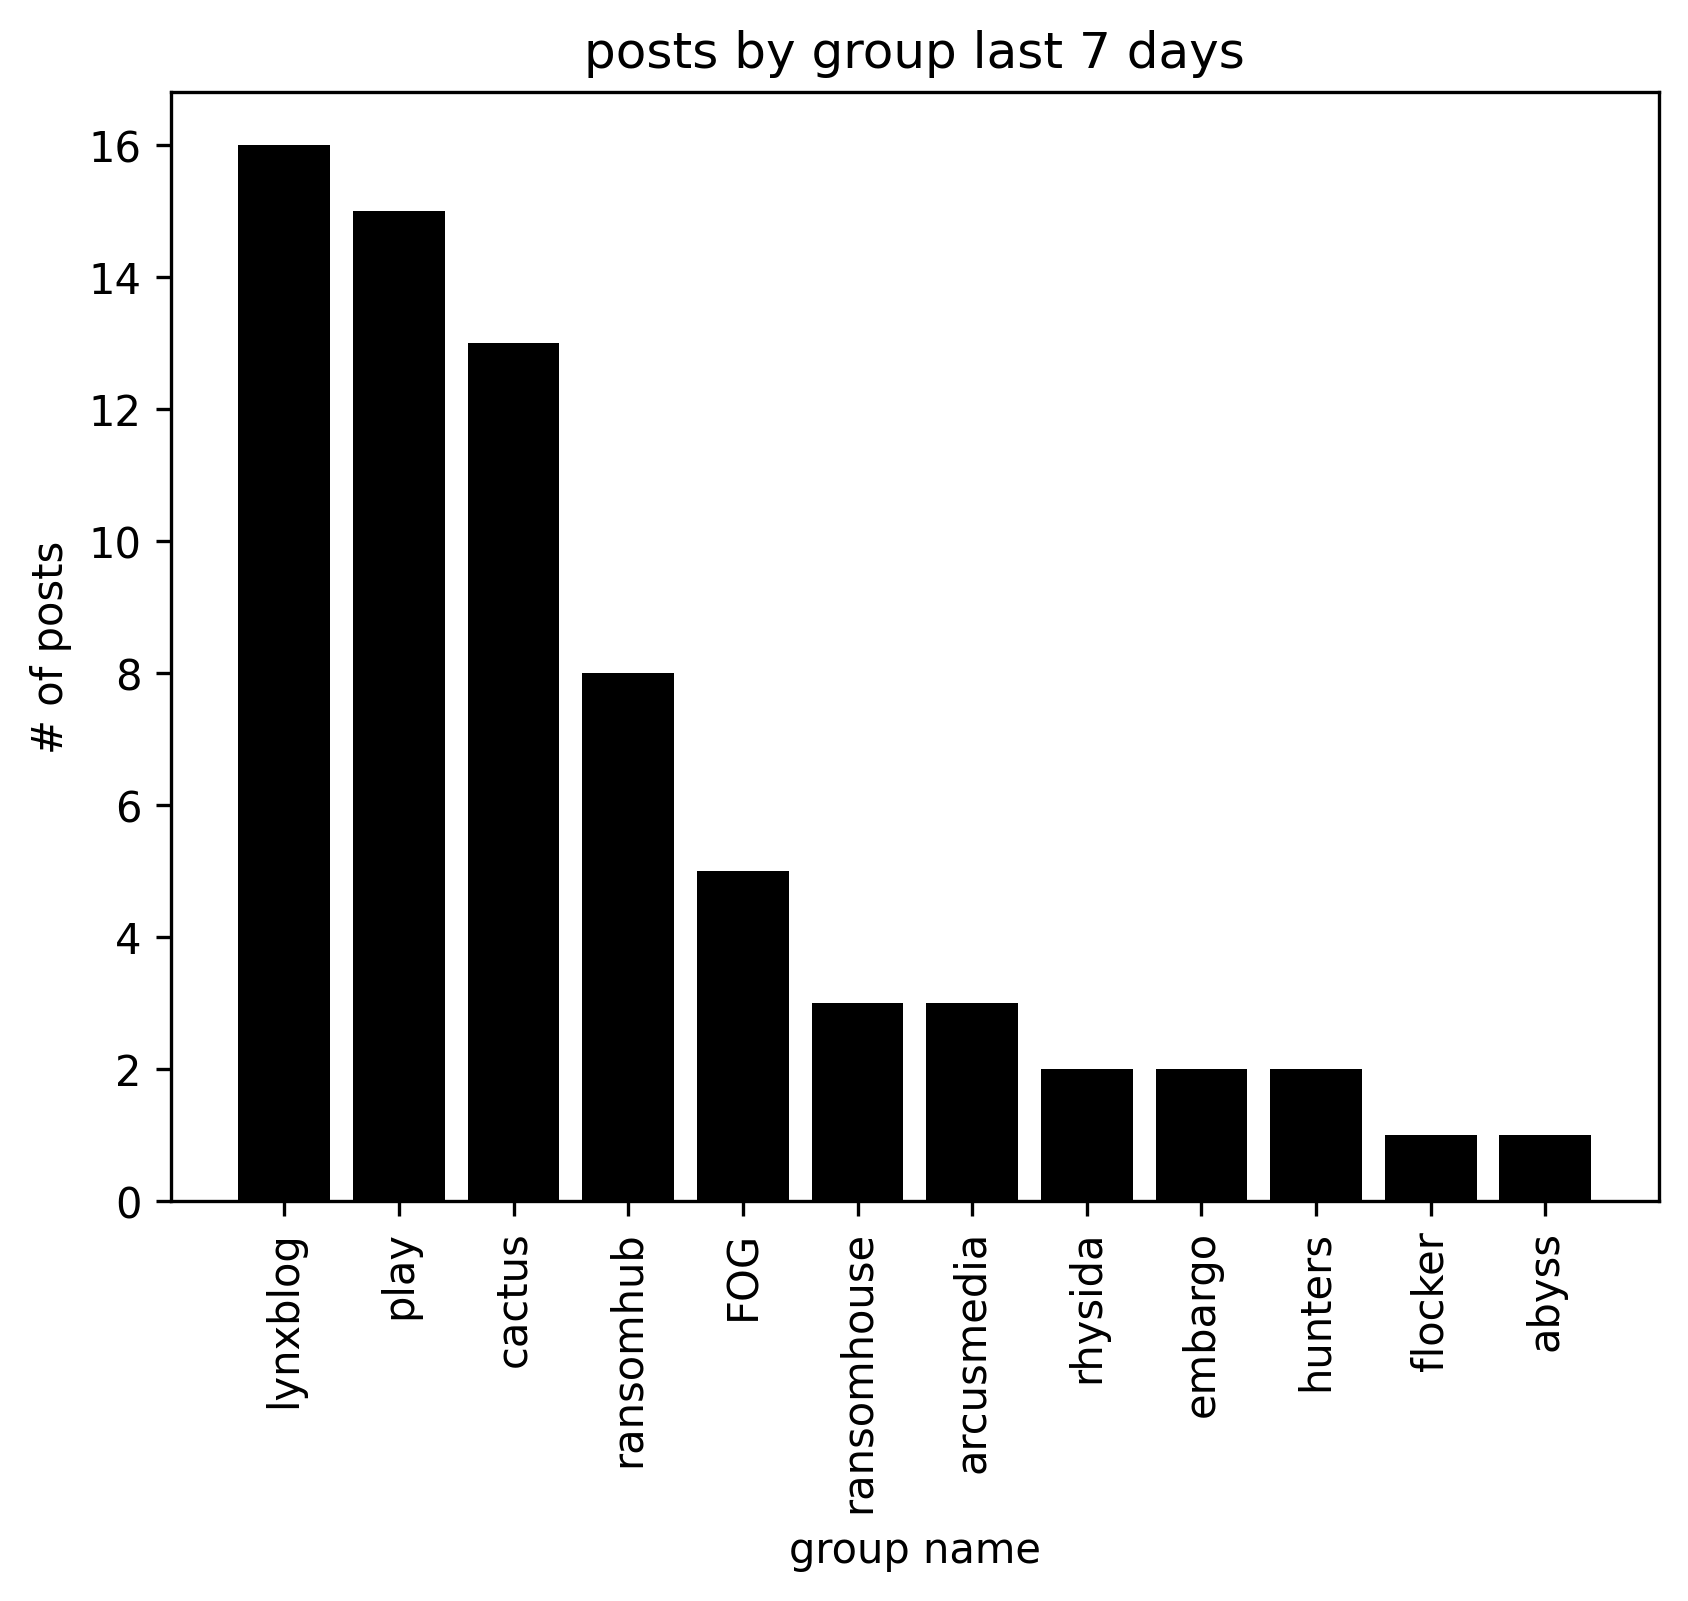 posts by group last 7 days
# of posts
16
14
12
10
8
6
4
2
0
lynxblog
play
cactus
ransomhub
FOG
ransomhouse
arcusmedia
rhysida
embargo
hunters
flocker
abyss
group name